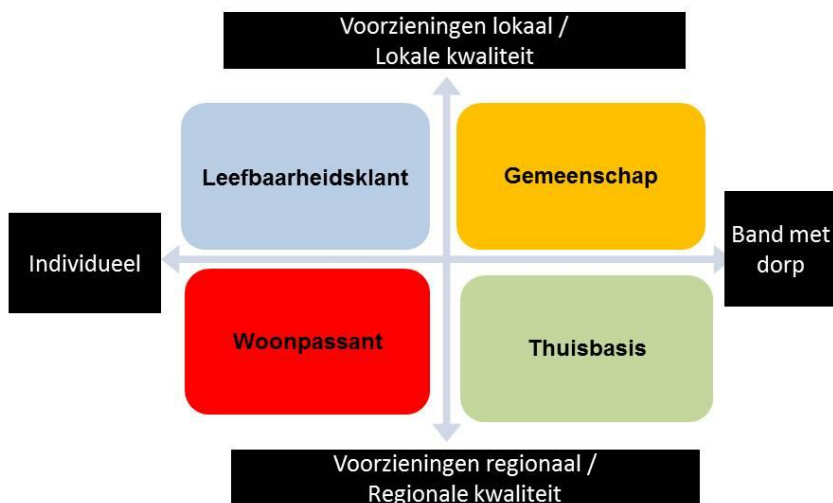 Voorzieningen lokaal /
Lokale kwaliteit
Leefbaarheidsklant
Gemeenschap
Individueel
Band met
dorp
Woonpassant
Thuisbasis
Voorzieningen regionaal /
Regionale kwaliteit